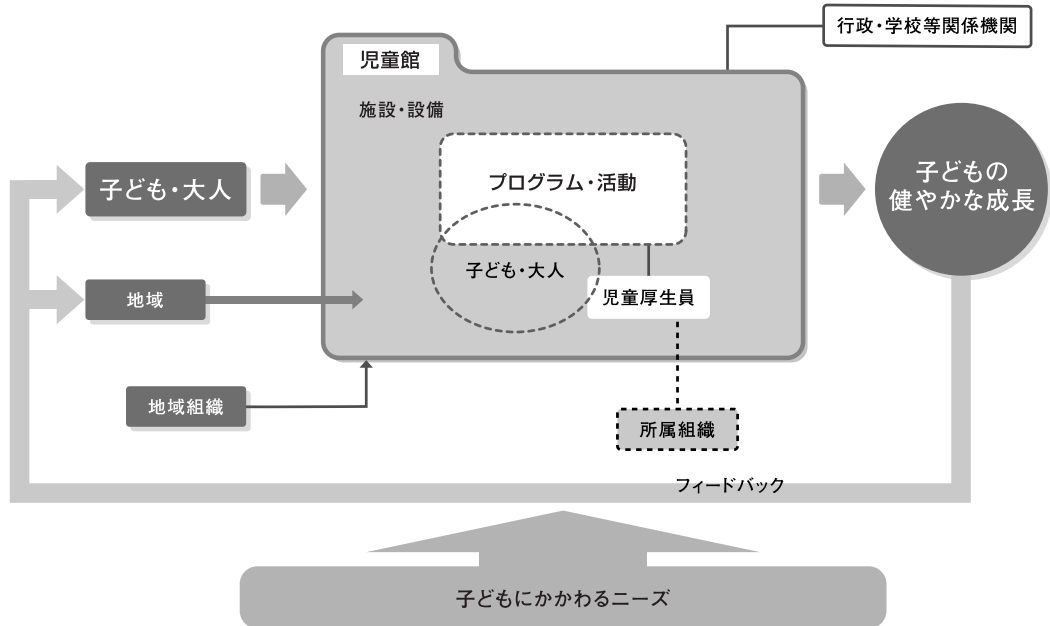 行政・学校等関係機関
児童館
施設・設備
プログラム・活動
子ども・大人
子どもの
健やかな成長
子ども・大人
児童厚生員
地域
地域組織
所属組織
フィードバック
子どもにかかわるニーズ